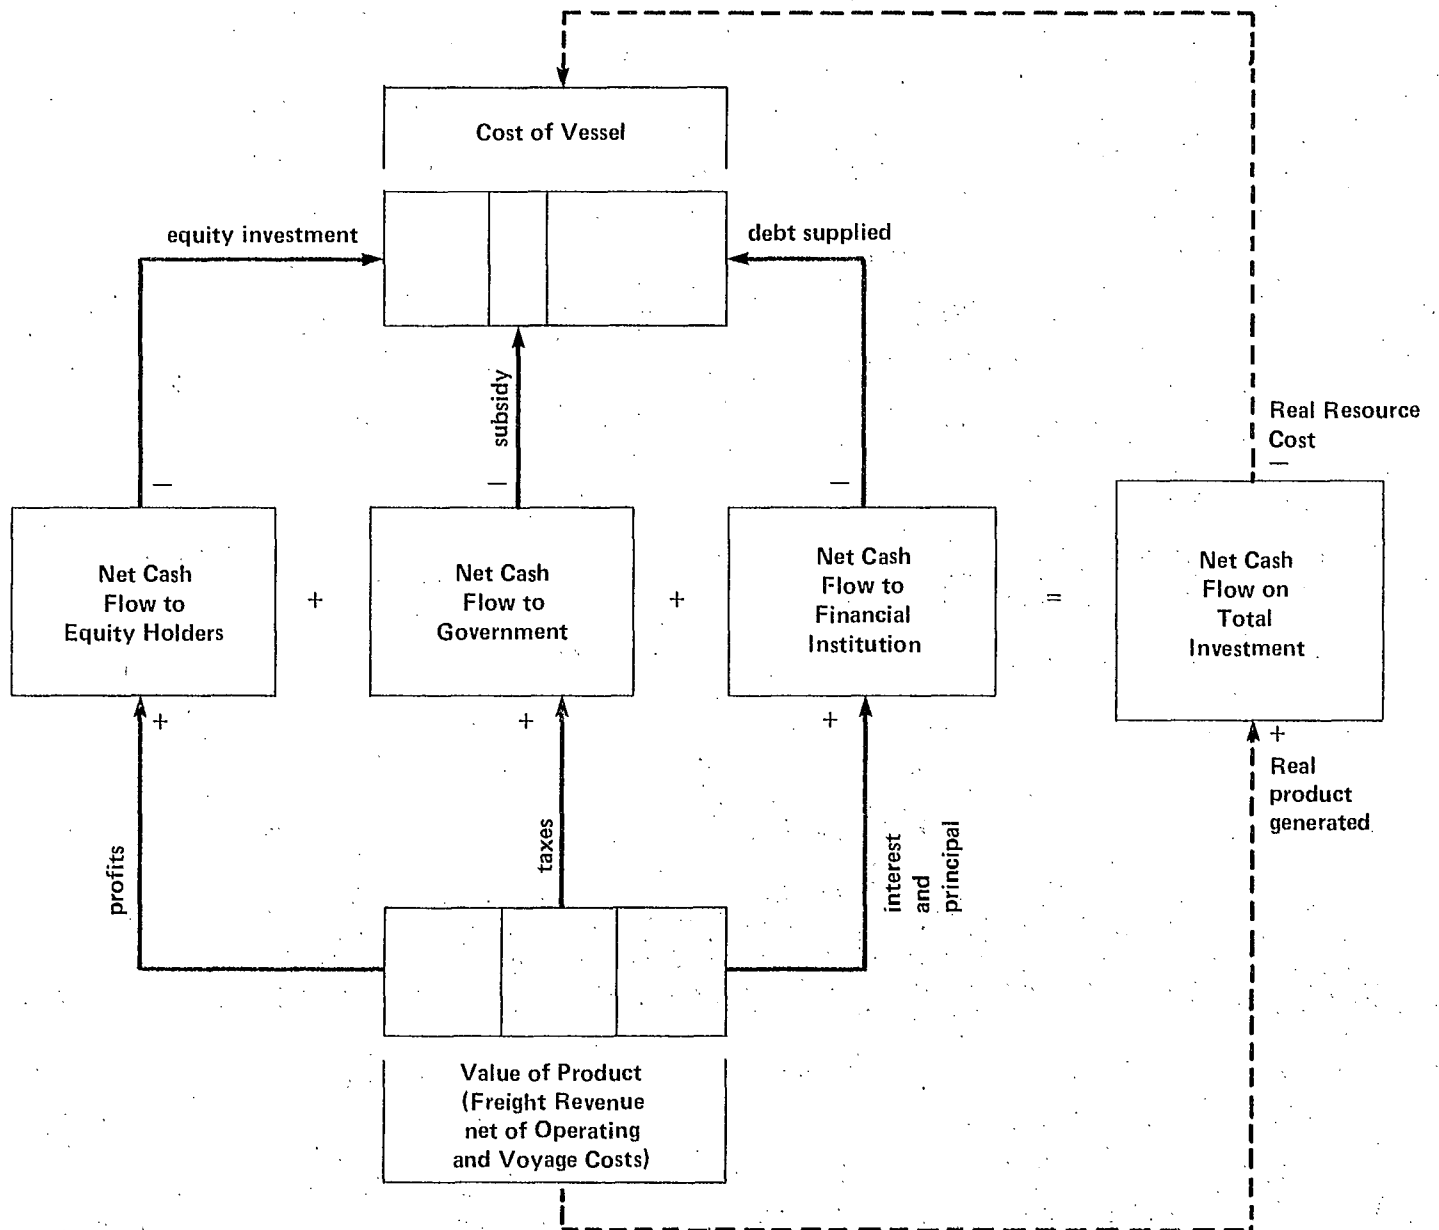 Cost of Vessel
equity investment
debt supplied
subsidy
Real Resource
Cost
—
—
—
—
Net Cash
Flow to
Equity Holders
+
Net Cash
Flow to
Government
+
Net Cash
Flow to
Financial
Institution
=
Net Cash
Flow on
Total
Investment
+
+
+
+
Real
product
generated
profits
taxes
interest
and
principal
Value of Product
(Freight Revenue
net of Operating
and Voyage Costs)